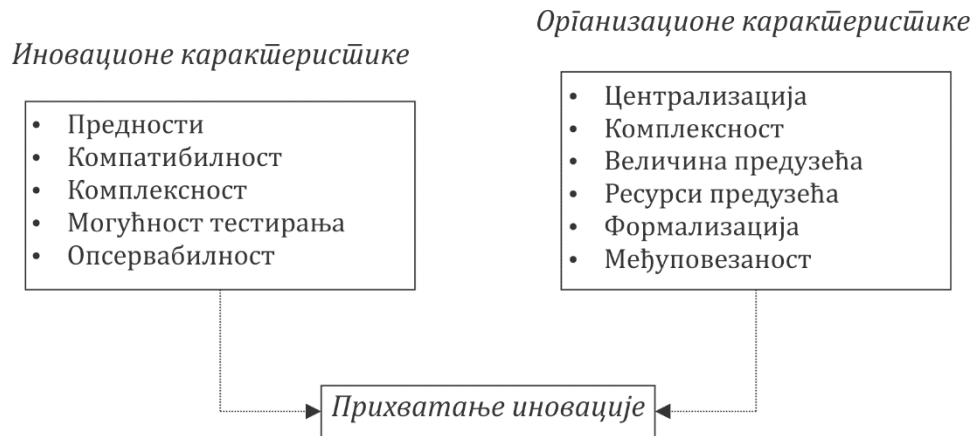 Иновационе карактеристике
• Предности
• Компатибилност
• Комплексност
• Могућност тестирања
• Опсервабилност
Организационе карактеристике
• Централизација
• Комплексност
• Величина предузећа
• Ресурси предузећа
• Формализација
• Међуповезаност
Прихватање иновације